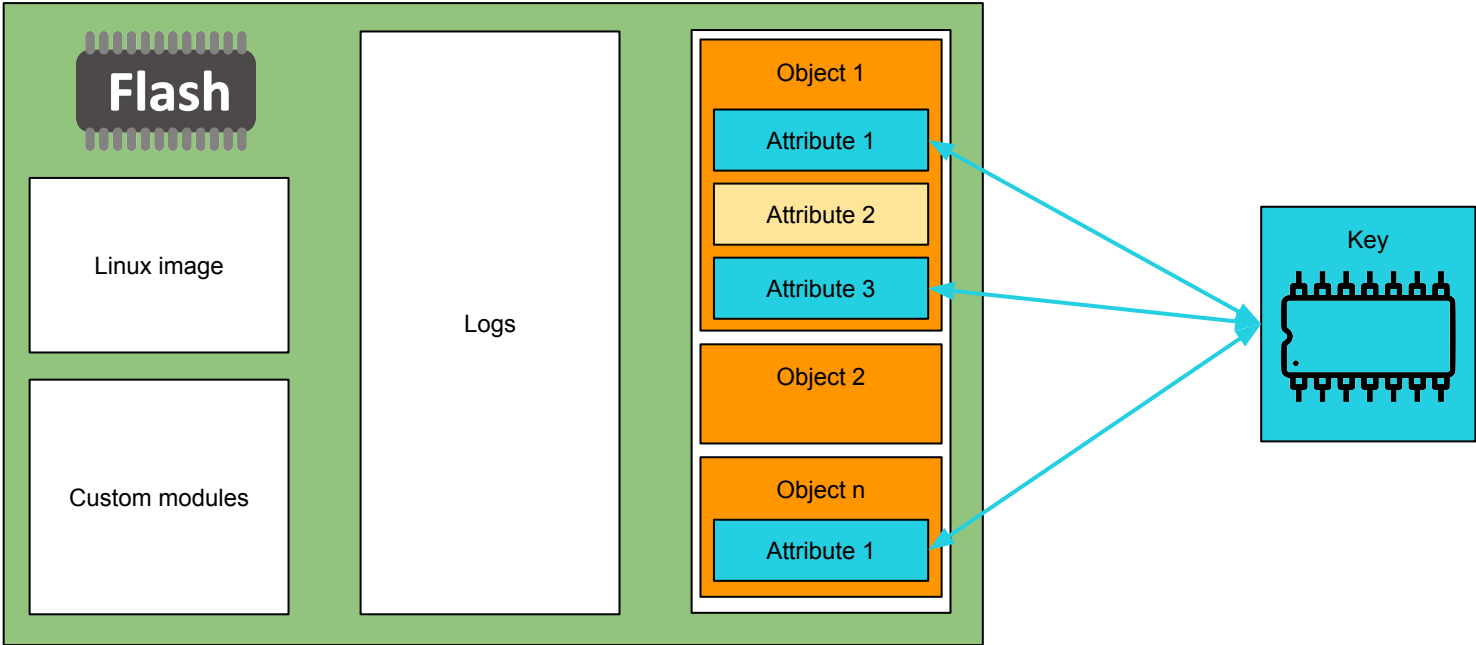 Flash
Linux image
Custom modules
Logs
Object 1
Attribute 1
Attribute 2
Attribute 3
Object 2
Object n
Attribute 1
Key